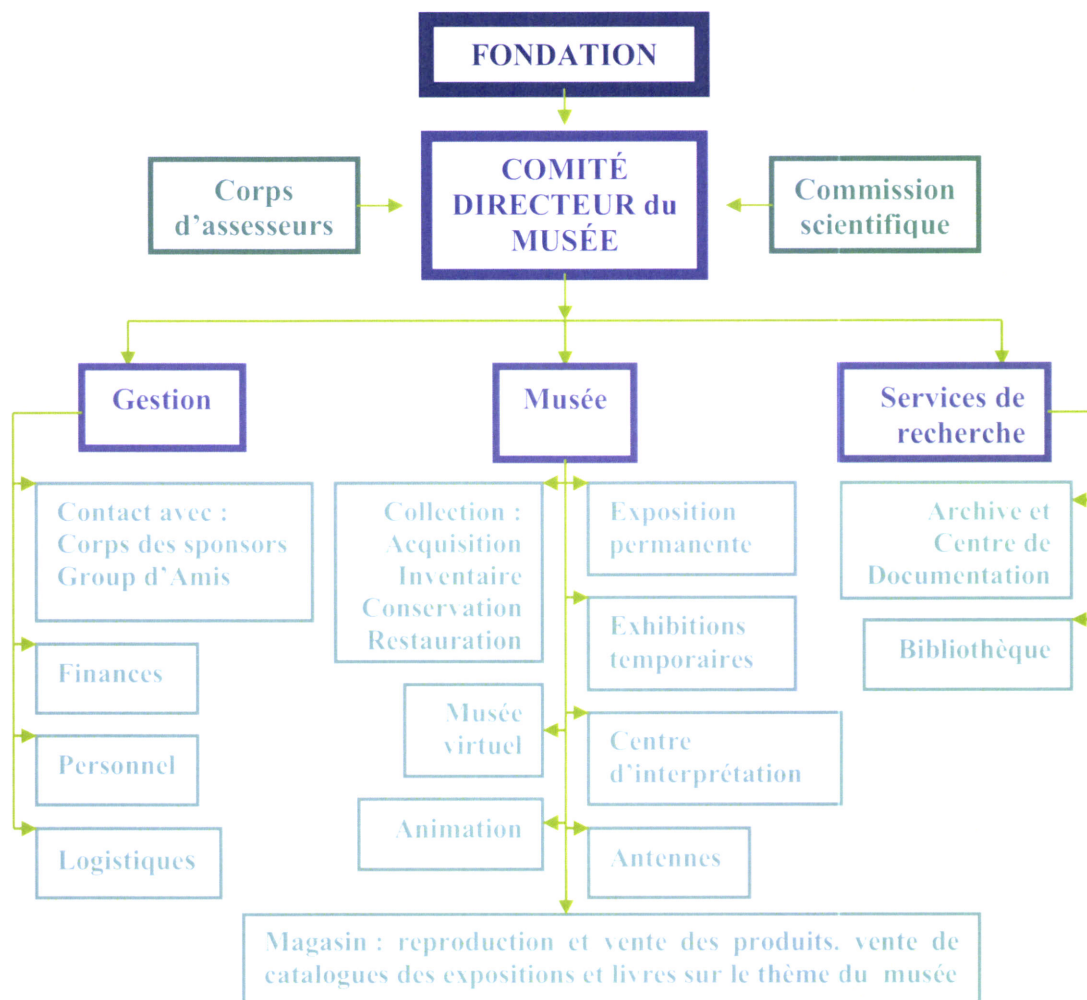 FONDATION
COMITÉ
DIRECTEUR du
MUSÉE
Corps
d’assesseurs
Commission
scientifique
Gestion
Musée
Services de
recherche
Contact avec :
Corps des sponsors
Group d’Amis
Finances
Personnel
Logistiques
Collection :
Acquisition
Inventaire
Conservation
Restauration
Musée
virtuel
Animation
Exposition
permanente
Exhibitions
temporaires
Centre
d’interprétation
Antennes
Archive et
Centre de
Documentation
Bibliothèque
Magasin : reproduction et vente des produits, vente de
catalogues des expositions et livres sur le thème du musée